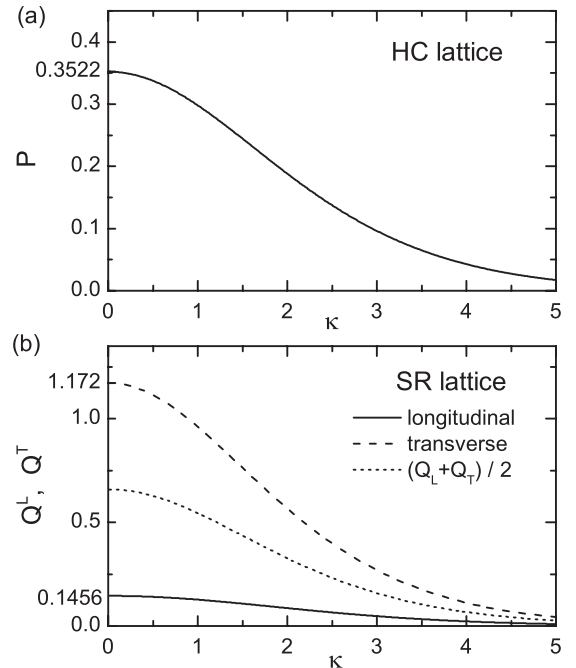 (a)
HC lattice
0.4
0.3522
0.3
0.2
0.1
0.0
P
0 1 2 3 4 5
κ
(b)
SR lattice
longitudinal
transverse
(Q_L+Q_T) / 2
1.172
1.0
0.5
0.1456
0.0
Q^L, Q^T
0 1 2 3 4 5
κ